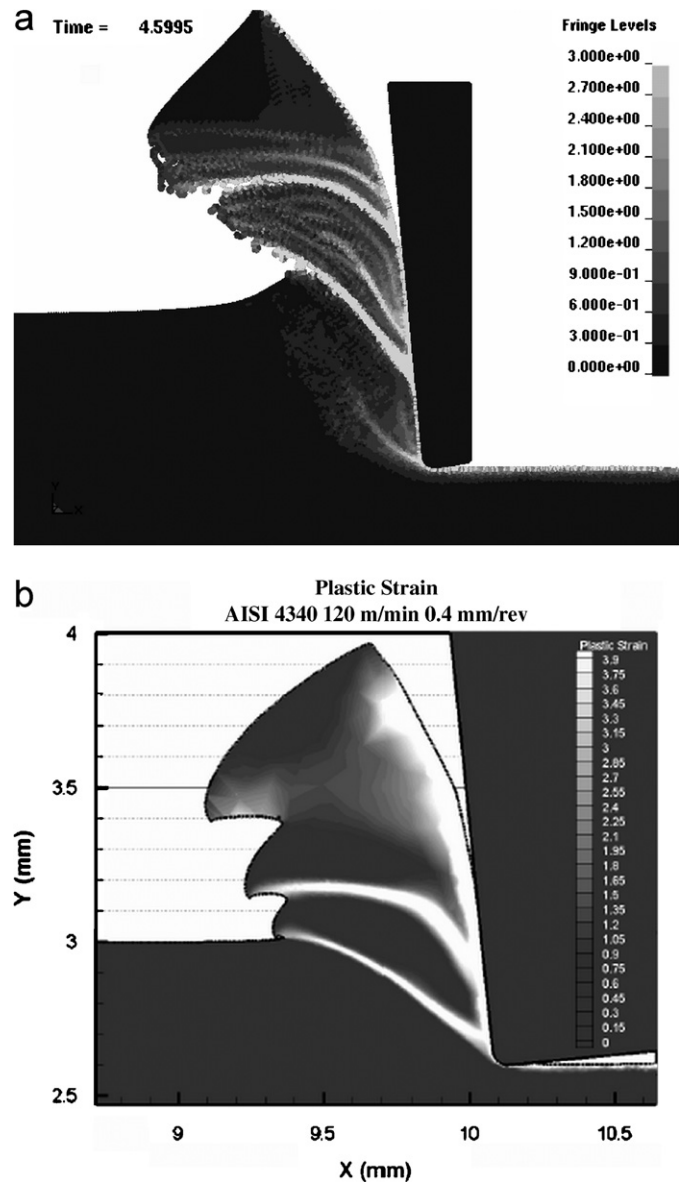 a
Time = 4.5995
Fringe Levels
3.000e+00
2.700e+00
2.400e+00
2.100e+00
1.800e+00
1.500e+00
1.200e+00
9.000e-01
6.000e-01
3.000e-01
0.000e+00
Y
X
b
Plastic Strain
AISI 4340 120 m/min 0.4 mm/rev
Plastic Strain
3.9
3.75
3.6
3.45
3.3
3.15
3
2.85
2.7
2.55
2.4
2.25
2.1
1.95
1.8
1.65
1.5
1.35
1.2
1.05
0.9
0.75
0.6
0.45
0.3
0.15
0
4
3.5
3
2.5
Y (mm)
9
9.5
10
10.5
X (mm)